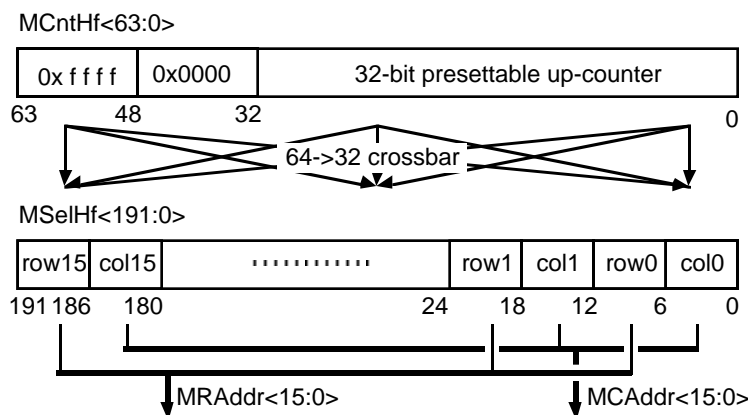 MCntHf<63:0>
0x f f f f 0x0000 32-bit presettable up-counter
63 48 32 0
64->32 crossbar
MSelHf<191:0>
row15 col15 row1 col1 row0 col0
191 186 180 24 18 12 6 0
MRAddr<15:0> MCAddr<15:0>